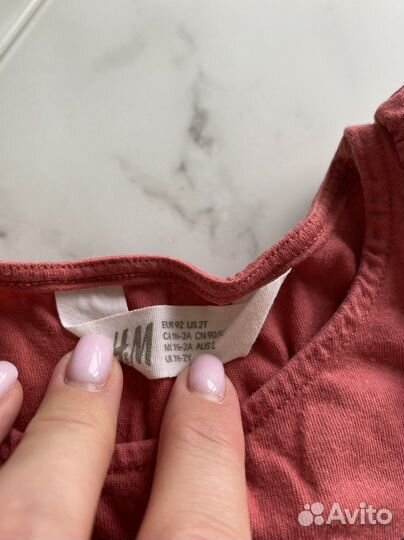 H&M
EUR 92 US 2T
CA 1½-2A CN 90/
MX 1½-2A AUS
UK 1½-2Y
Avito